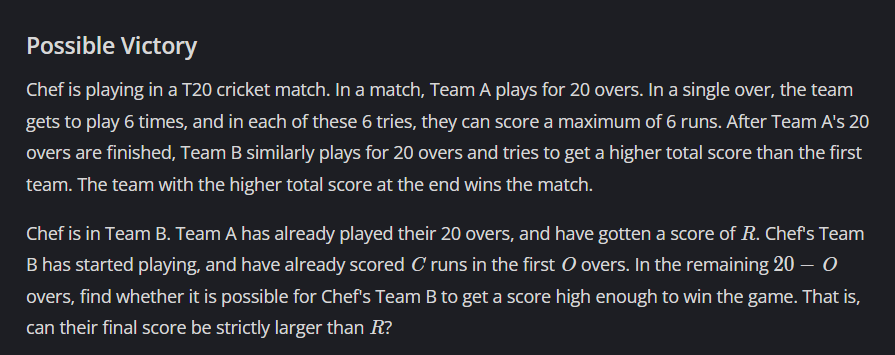 Possible Victory
Chef is playing in a T20 cricket match. In a match, Team A plays for 20 overs. In a single over, the team
gets to play 6 times, and in each of these 6 tries, they can score a maximum of 6 runs. After Team A's 20
overs are finished, Team B similarly plays for 20 overs and tries to get a higher total score than the first
team. The team with the higher total score at the end wins the match.
Chef is in Team B. Team A has already played their 20 overs, and have gotten a score of R. Chef's Team
B has started playing, and have already scored C runs in the first O overs. In the remaining 20 − O
overs, find whether it is possible for Chef's Team B to get a score high enough to win the game. That is,
can their final score be strictly larger than R?